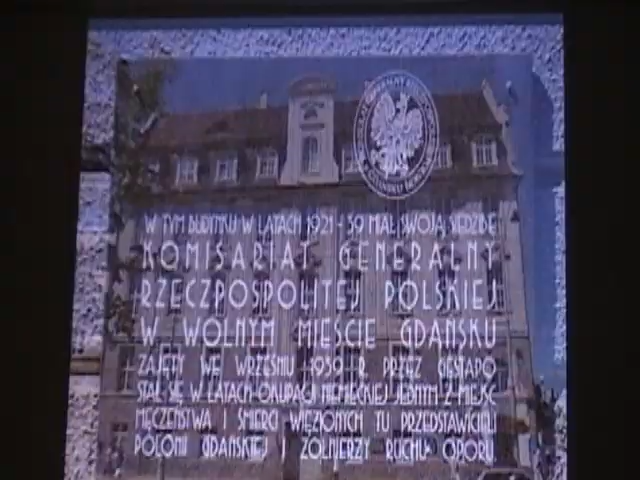 W TYM BUDYNKU W LATACH 1921-39 MIAŁ SWOJĄ SIEDZIBĘ
KOMISARIAT GENERALNY
RZECZPOSPOLITEJ POLSKIEJ
W WOLNYM MIEŚCIE GDAŃSKU
ZAJĘTY WE WRZEŚNIU 1939 R. PRZEZ GESTAPO
STAŁ SIĘ W LATACH OKUPACJI NIEMIECKIEJ JEDNYM Z MIEJSC
MĘCZEŃSTWA I ŚMIERCI WIĘZIONYCH TU PRZEDSTAWICIELI
POLONII GDAŃSKIEJ I ŻOŁNIERZY RUCHU OPORU.